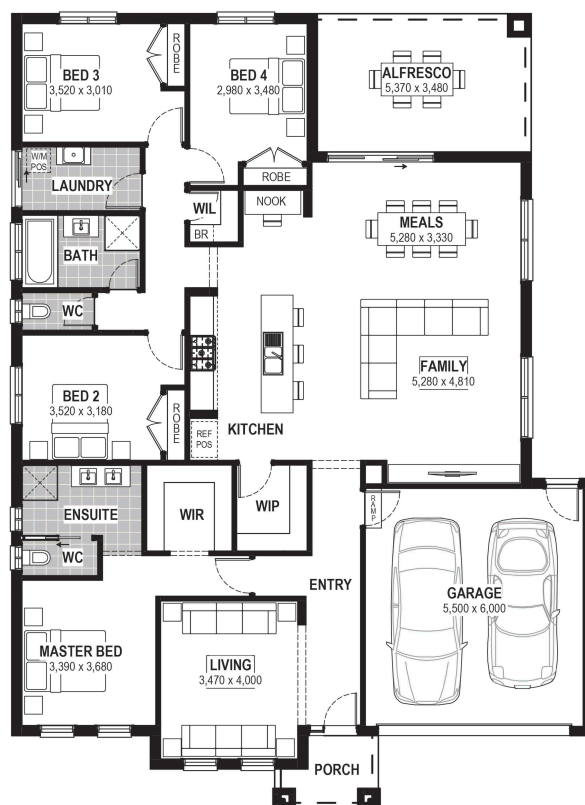 ROBE
BED 3
3,520 x 3,010
BED 4
2,980 x 3,480
ALFRESCO
5,370 x 3,480
W/M
POS
LAUNDRY
ROBE
WIL
NOOK
BR
MEALS
5,280 x 3,330
BATH
WC
FAMILY
5,280 x 4,810
BED 2
3,520 x 3,180
ROBE
REF
POS
KITCHEN
ENSUITE
WIR
WIP
RAMP
WC
ENTRY
GARAGE
5,500 x 6,000
MASTER BED
3,390 x 3,680
LIVING
3,470 x 4,000
PORCH